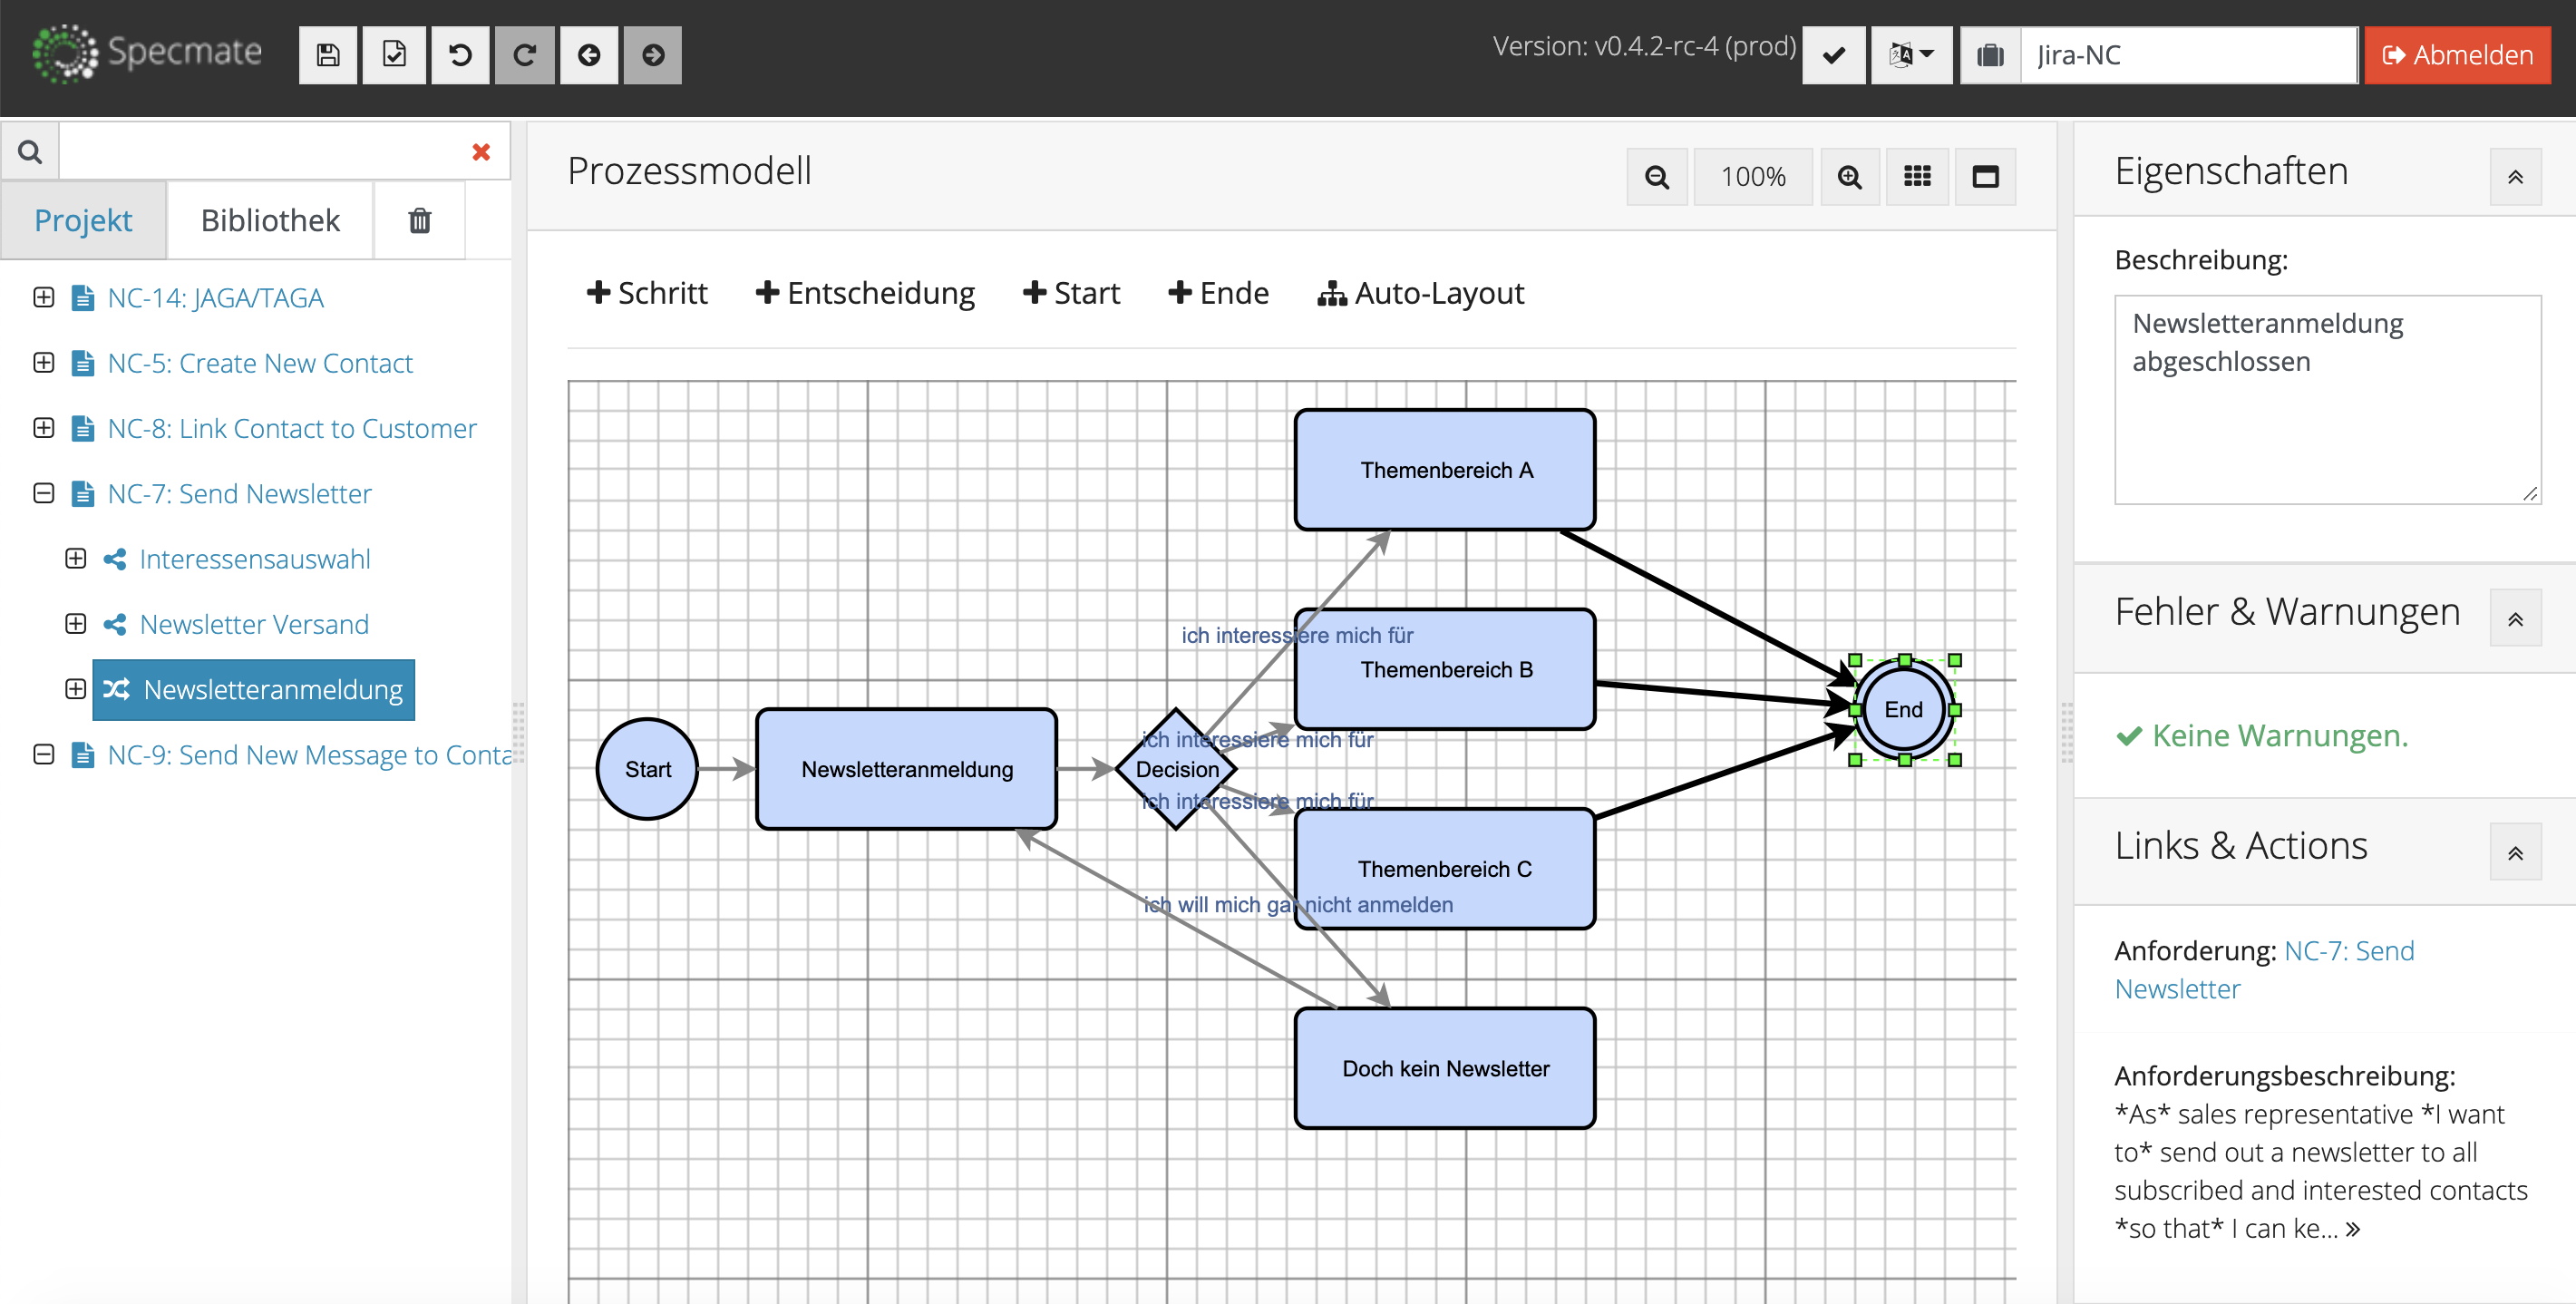 Specmate
Version: v0.4.2-rc-4 (prod)
Jira-NC
Abmelden
Projekt
Bibliothek
NC-14: JAGA/TAGA
NC-5: Create New Contact
NC-8: Link Contact to Customer
NC-7: Send Newsletter
Interessensauswahl
Newsletter Versand
Newsletteranmeldung
NC-9: Send New Message to Conta
Prozessmodell
100%
Schritt
Entscheidung
Start
Ende
Auto-Layout
Themenbereich A
ich interessiere mich für
Themenbereich B
ich interessiere mich für
Start
Newsletteranmeldung
Decision
End
ich interessiere mich für
Themenbereich C
ich will mich gar nicht anmelden
Doch kein Newsletter
Eigenschaften
Beschreibung:
Newsletteranmeldung
abgeschlossen
Fehler & Warnungen
Keine Warnungen.
Links & Actions
Anforderung: NC-7: Send
Newsletter
Anforderungsbeschreibung:
*As* sales representative *I want
to* send out a newsletter to all
subscribed and interested contacts
*so that* I can ke... »